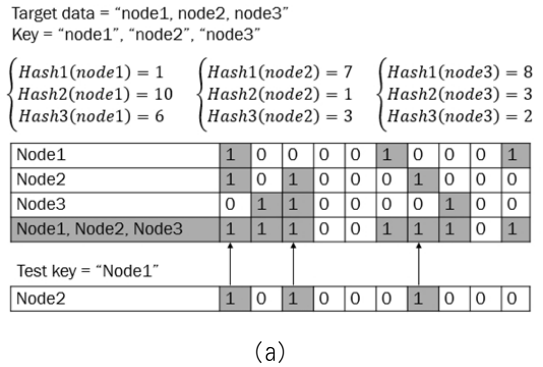 Target data = “node1, node2, node3”
Key = “node1”, “node2”, “node3”
Hash1(node1) = 1 Hash1(node2) = 7 Hash1(node3) = 8
Hash2(node1) = 10 Hash2(node2) = 1 Hash2(node3) = 3
Hash3(node1) = 6 Hash3(node2) = 3 Hash3(node3) = 2
Node1 1 0 0 0 0 1 0 0 0 1
Node2 1 0 1 0 0 0 1 0 0 0
Node3 0 1 1 0 0 0 0 1 0 0
Node1, Node2, Node3 1 1 1 0 0 1 1 1 0 1
Test key = “Node1”
Node2 1 0 1 0 0 0 1 0 0 0
(a)